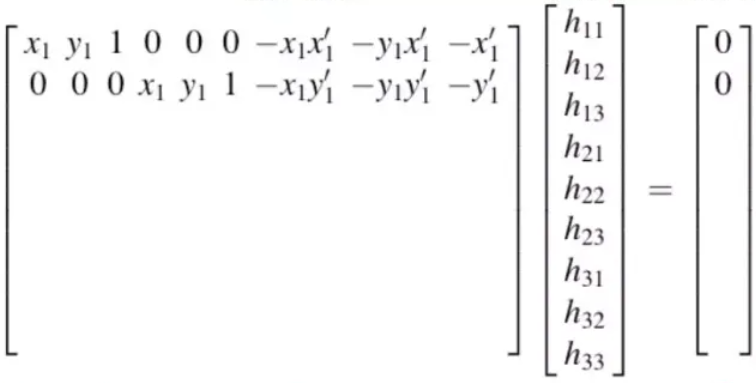 x₁ y₁ 1 0 0 0 −x₁x′₁ −y₁x′₁ −x′₁
0 0 0 x₁ y₁ 1 −x₁y′₁ −y₁y′₁ −y′₁
h₁₁
h₁₂
h₁₃
h₂₁
h₂₂
h₂₃
h₃₁
h₃₂
h₃₃
=
0
0